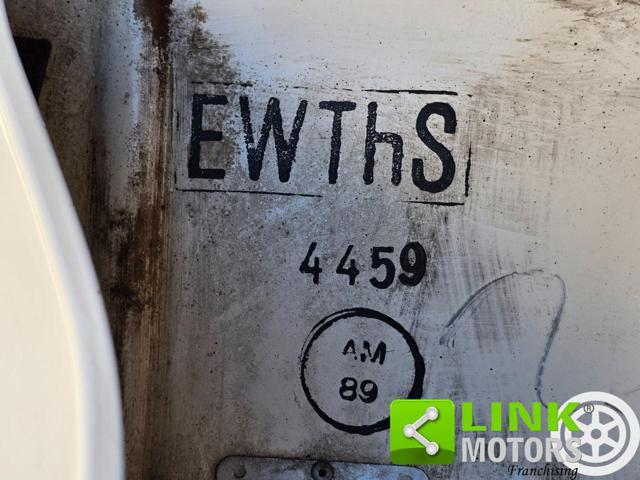 EWThS
4459
AM
89
LINK
MOTORS®
Franchising